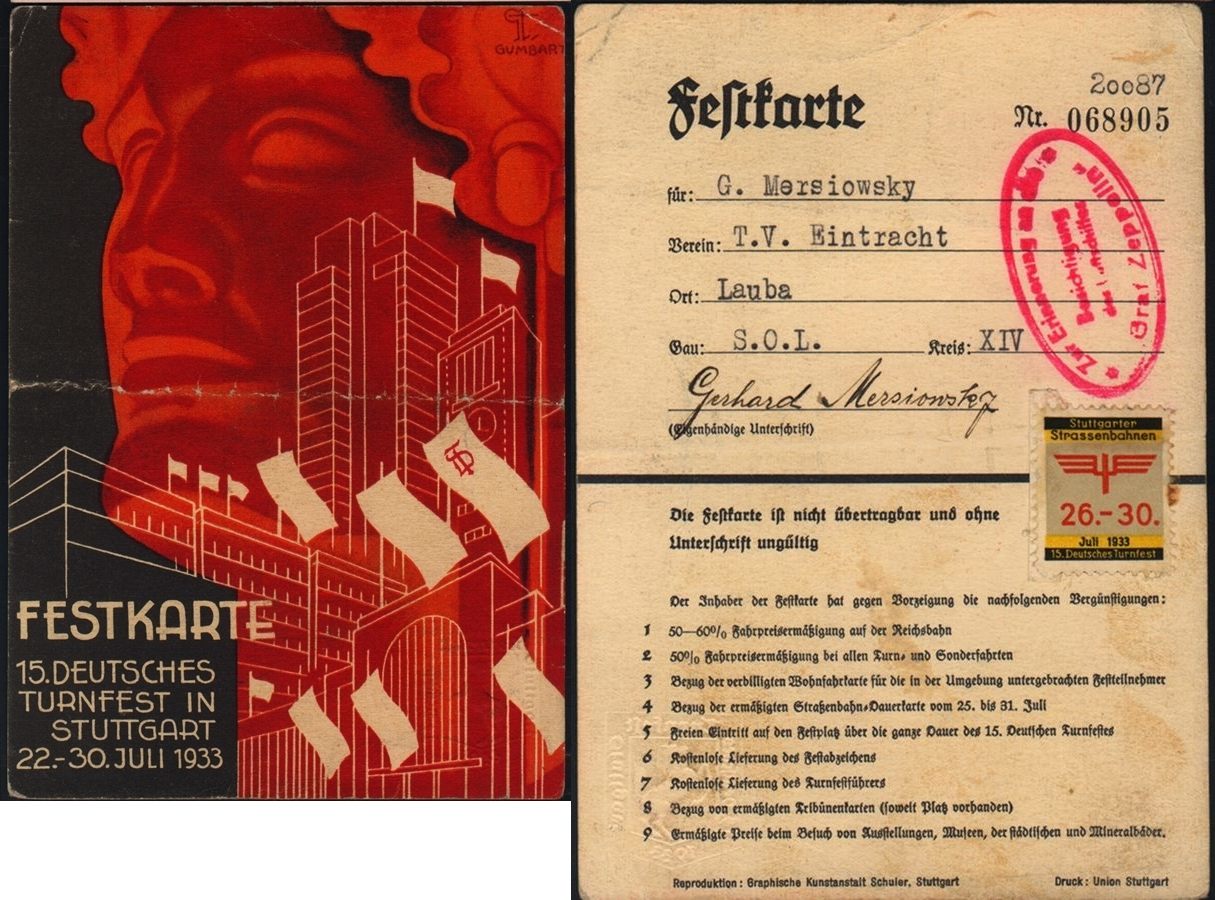 GUMBART
FESTKARTE
15. DEUTSCHES
TURNFEST IN
STUTTGART
22.-30. JULI 1933
Festkarte
20087
Nr. 068905
für: G. Mersiowsky
Verein: T.V. Eintracht
Ort: Lauba
Gau: S.O.L. Kreis: XIV
Gerhard Mersiowsky
(Eigenhändige Unterschrift)
Besichtigung
Graf Zeppelin"
Stuttgarter
Strassenbahnen
26.-30.
Juli 1933
15. Deutsches Turnfest
Die Festkarte ist nicht übertragbar und ohne
Unterschrift ungültig
Der Inhaber der Festkarte hat gegen Vorzeigung die nachfolgenden Vergünstigungen:
1 50—60% Fahrpreisermäßigung auf der Reichsbahn
2 50% Fahrpreisermäßigung bei allen Turn- und Sonderfahrten
3 Bezug der verbilligten Wohnfahrkarte für die in der Umgebung untergebrachten Festteilnehmer
4 Bezug der ermäßigten Straßenbahn-Dauerkarte vom 25. bis 31. Juli
5 Freien Eintritt auf den Festplatz über die ganze Dauer des 15. Deutschen Turnfestes
6 Kostenlose Lieferung des Festabzeichens
7 Kostenlose Lieferung des Turnfestführers
8 Bezug von ermäßigten Tribünenkarten (soweit Platz vorhanden)
9 Ermäßigte Preise beim Besuch von Ausstellungen, Museen, der städtischen und Mineralbäder.
Reproduktion: Graphische Kunstanstalt Schuler, Stuttgart
Druck: Union Stuttgart